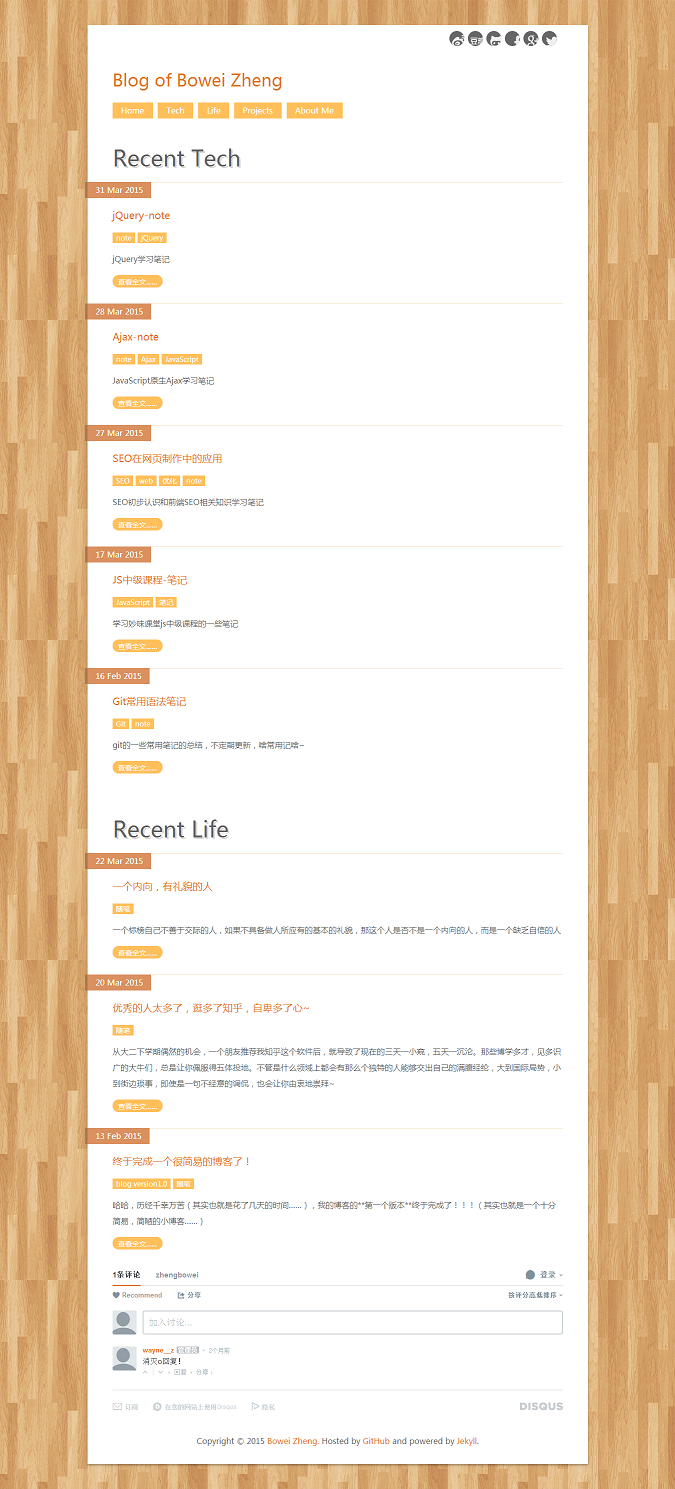 Blog of Bowei Zheng
Home Tech Life Projects About Me
Recent Tech
31 Mar 2015
jQuery-note
note jQuery
jQuery学习笔记
查看全文......
28 Mar 2015
Ajax-note
note Ajax JavaScript
JavaScript原生Ajax学习笔记
查看全文......
27 Mar 2015
SEO在网页制作中的应用
SEO web 优化 note
SEO初步认识和前端SEO相关知识学习笔记
查看全文......
17 Mar 2015
JS中级课程-笔记
JavaScript 笔记
学习妙味课堂js中级课程的一些笔记
查看全文......
16 Feb 2015
Git常用语法笔记
Git note
git的一些常用笔记的总结，不定期更新，啥常用记啥~
查看全文......
Recent Life
22 Mar 2015
一个内向，有礼貌的人
随笔
一个标榜自己不善于交际的人，如果不具备做人所应有的基本的礼貌，那这个人是否不是一个内向的人，而是一个缺乏自信的人
查看全文......
20 Mar 2015
优秀的人太多了，逛多了知乎，自卑多了心~
随笔
从大二下学期偶然的机会，一个朋友推荐我知乎这个软件后，就导致了现在的三天一小疯，五天一沉沦。那些博学多才，见多识
广的大牛们，总是让你佩服得五体投地。不管是什么领域上都会有那么个独特的人能够交出自己的满腹经纶，大到国际局势，小
到街边琐事，即使是一句不经意的调侃，也会让你由衷地崇拜~
查看全文......
13 Feb 2015
终于完成一个很简易的博客了！
blog version1.0 随笔
哈哈，历经千辛万苦（其实也就是花了几天的时间......），我的博客的**第一个版本**终于完成了！！！（其实也就是一个十分
简易，简陋的小博客......）
查看全文......
1条评论 zhengbowei 登录
Recommend 分享 按评分高低排序
加入讨论...
wayne__z • 2个月前
消灭0回复！
回复 • 分享 ›
订阅 在您的网站上使用Disqus 隐私 DISQUS
Copyright © 2015 Bowei Zheng. Hosted by GitHub and powered by Jekyll.